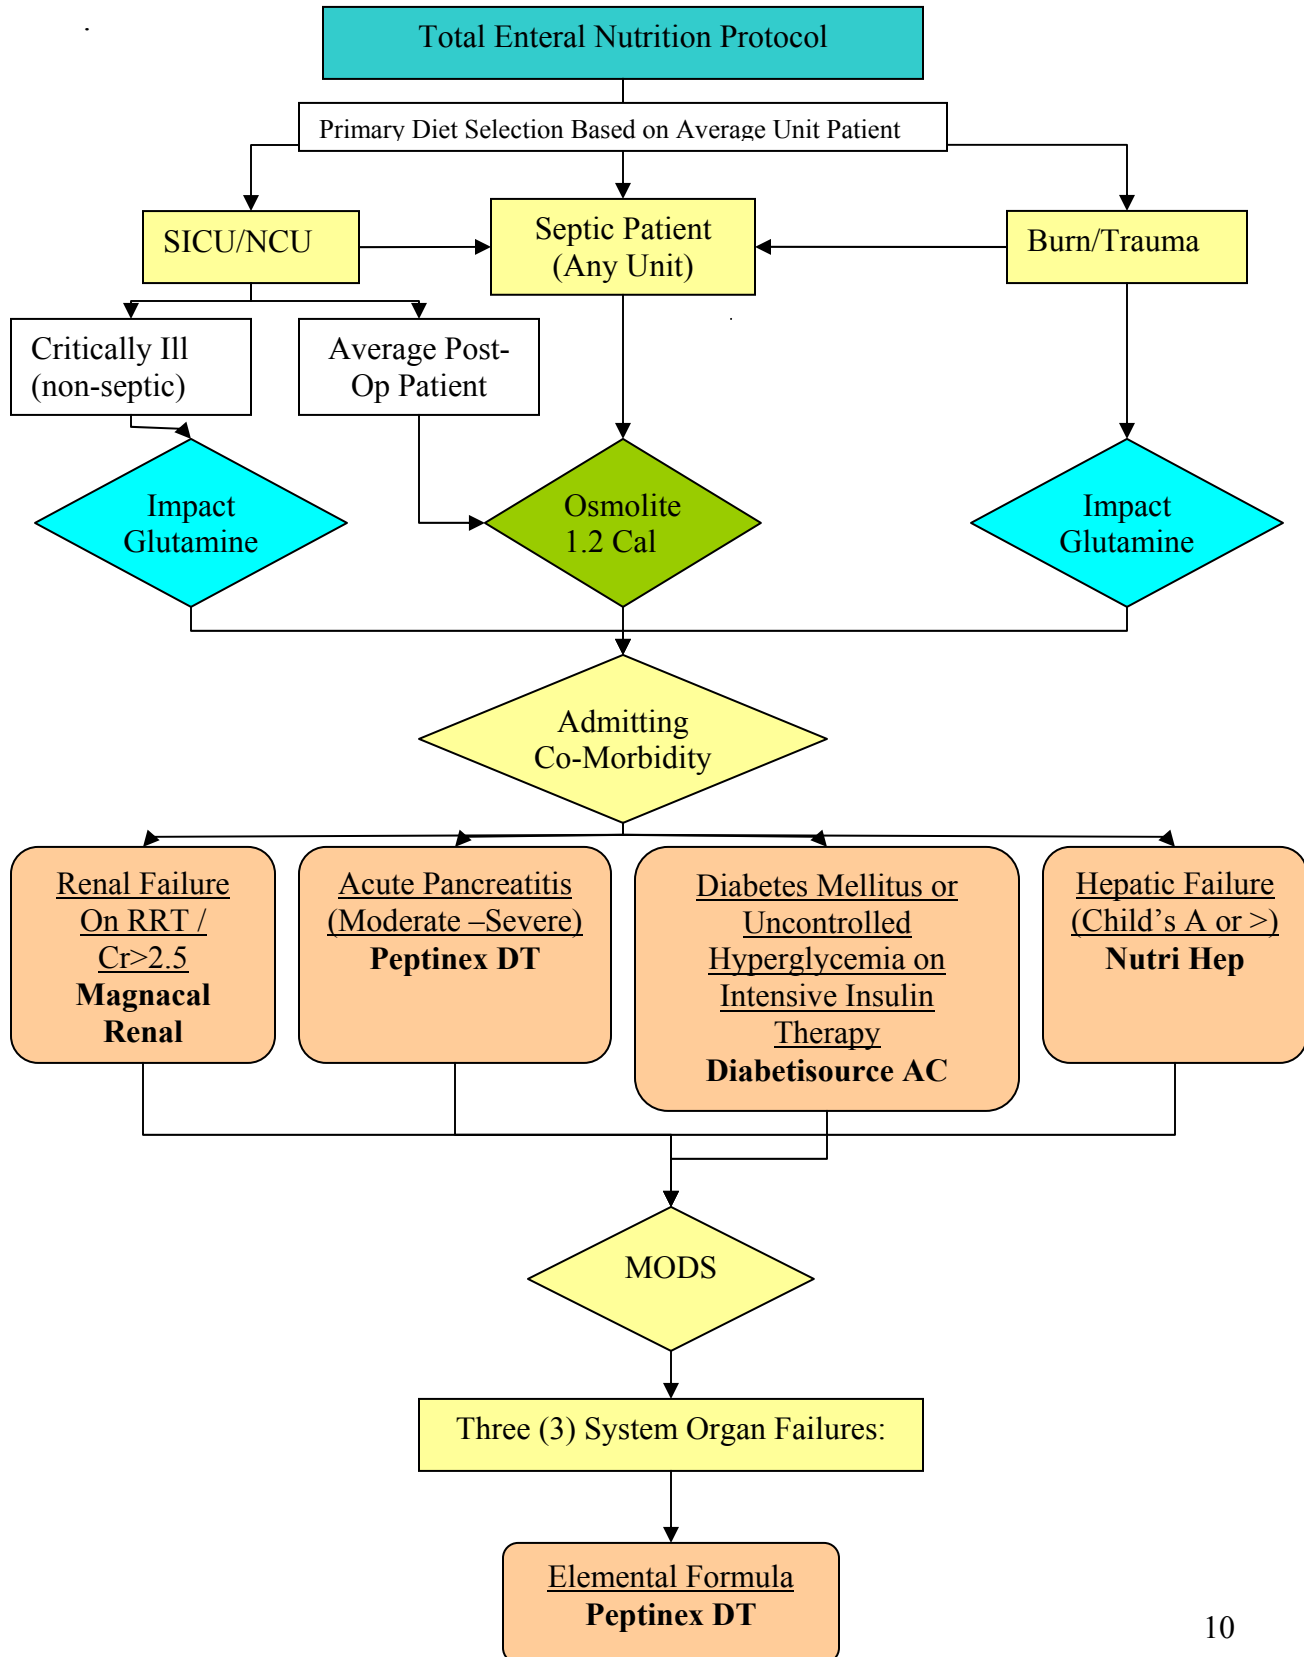 Total Enteral Nutrition Protocol
Primary Diet Selection Based on Average Unit Patient
SICU/NCU
Septic Patient
(Any Unit)
Burn/Trauma
Critically Ill
(non-septic)
Average Post-
Op Patient
Impact
Glutamine
Osmolite
1.2 Cal
Impact
Glutamine
Admitting
Co-Morbidity
Renal Failure
On RRT /
Cr>2.5
Magnacal
Renal
Acute Pancreatitis
(Moderate –Severe)
Peptinex DT
Diabetes Mellitus or
Uncontrolled
Hyperglycemia on
Intensive Insulin
Therapy
Diabetisource AC
Hepatic Failure
(Child’s A or >)
Nutri Hep
MODS
Three (3) System Organ Failures:
Elemental Formula
Peptinex DT
10